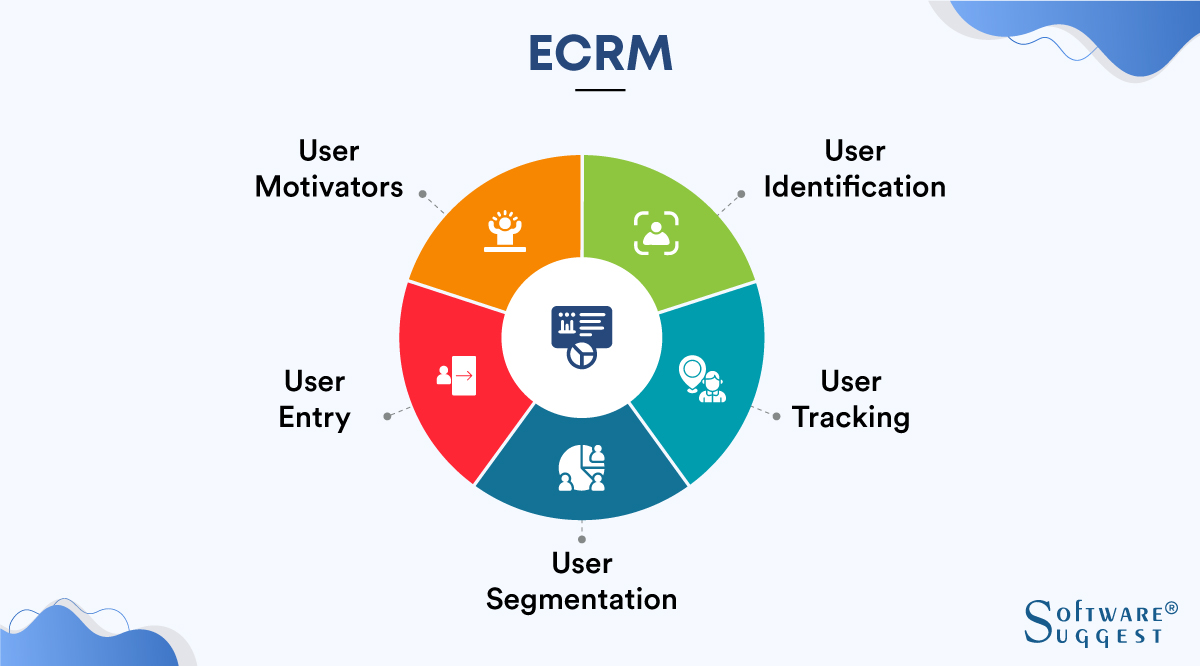 ECRM
User
Motivators
User
Identification
User
Entry
User
Tracking
User
Segmentation
SOFTWARE®
SUGGEST